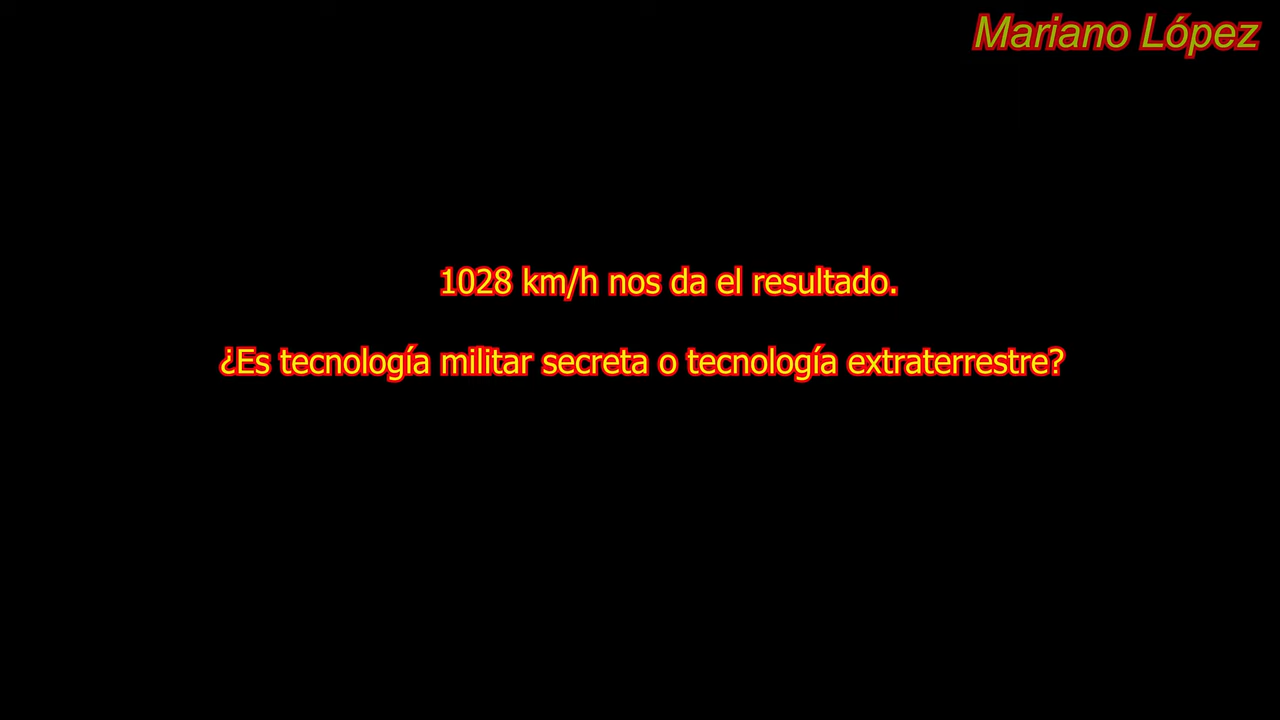 Mariano López
1028 km/h nos da el resultado.
¿Es tecnología militar secreta o tecnología extraterrestre?